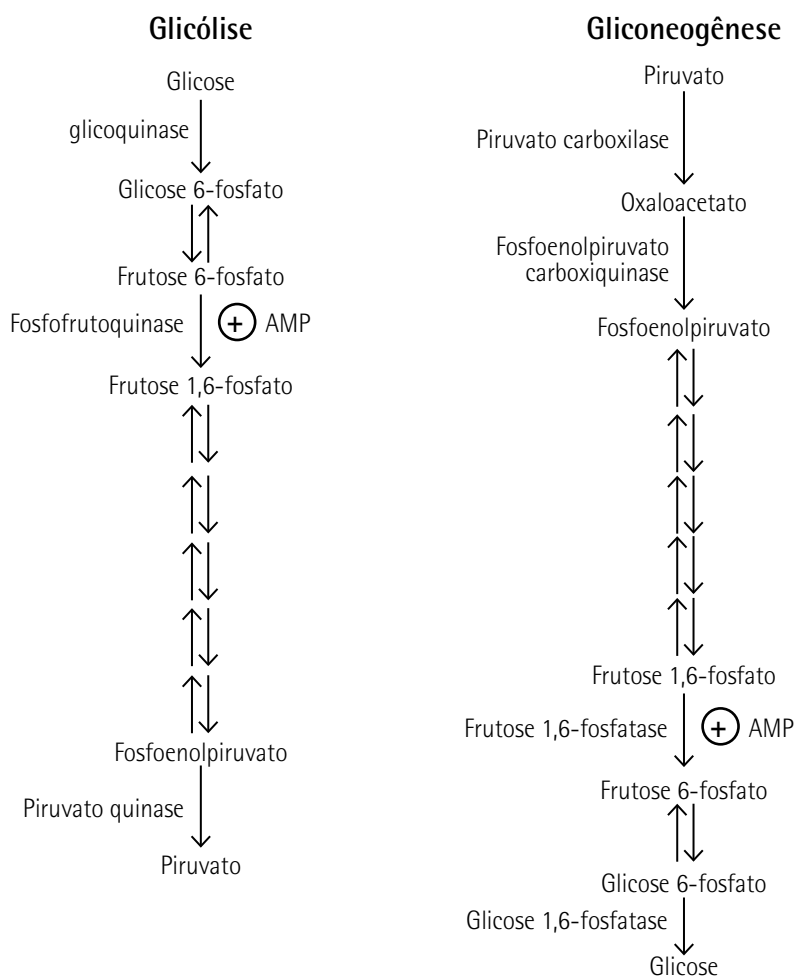 Glicólise
Glicose
glicoquinase
Glicose 6-fosfato
Frutose 6-fosfato
Fosfofrutoquinase + AMP
Frutose 1,6-fosfato
Fosfoenolpiruvato
Piruvato quinase
Piruvato
Gliconeogênese
Piruvato
Piruvato carboxilase
Oxaloacetato
Fosfoenolpiruvato
carboxiquinase
Fosfoenolpiruvato
Frutose 1,6-fosfato
Frutose 1,6-fosfatase + AMP
Frutose 6-fosfato
Glicose 6-fosfato
Glicose 1,6-fosfatase
Glicose